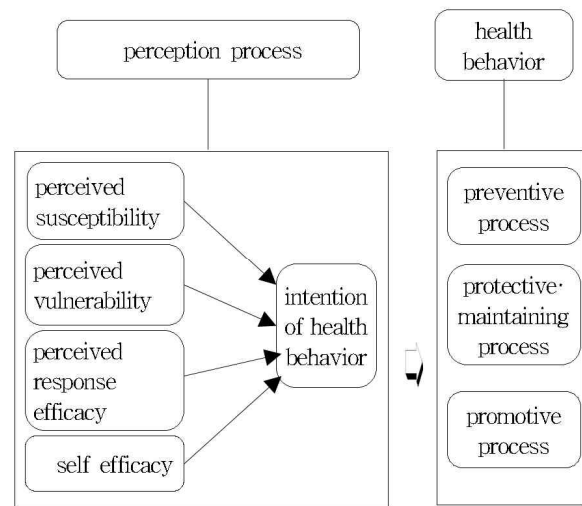 perception process
health
behavior
perceived
susceptibility
perceived
vulnerability
perceived
response
efficacy
self efficacy
intention
of health
behavior
preventive
process
protective·
maintaining
process
promotive
process